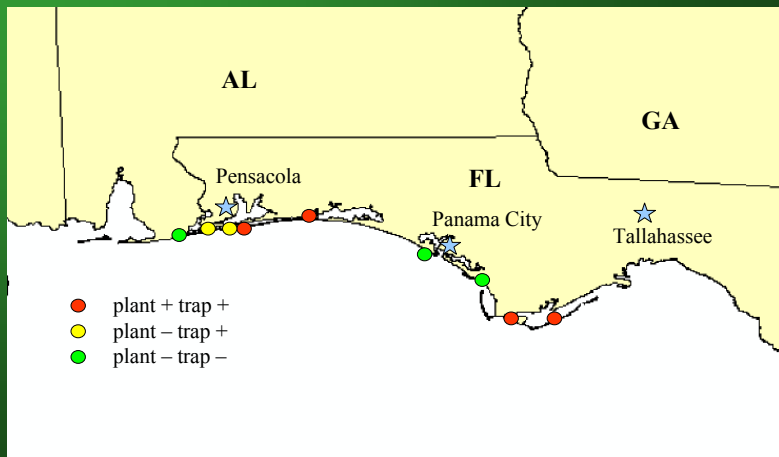 AL
GA
Pensacola
FL
Panama City
Tallahassee
plant + trap +
plant – trap +
plant – trap –